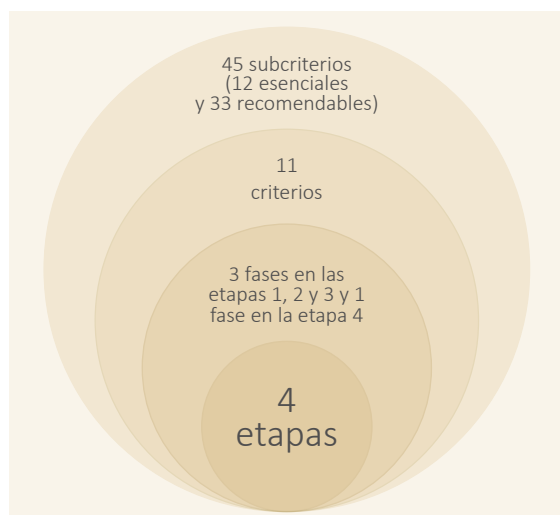 45 subcriterios
(12 esenciales
y 33 recomendables)
11
criterios
3 fases en las
etapas 1, 2 y 3 y 1
fase en la etapa 4
4
etapas